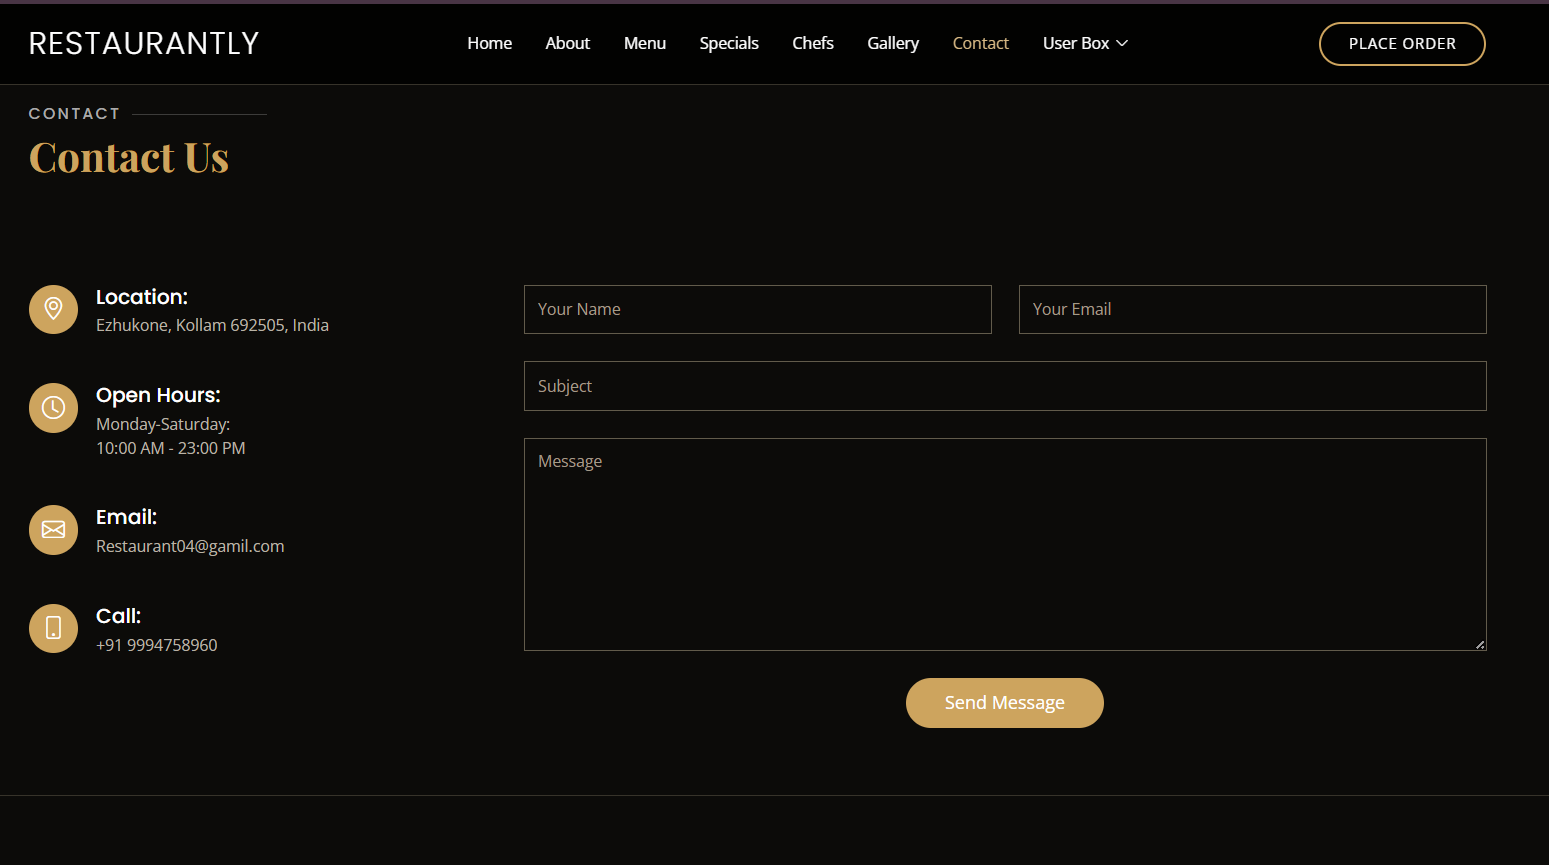 RESTAURANTLY
Home About Menu Specials Chefs Gallery Contact User Box
PLACE ORDER
CONTACT
Contact Us
Location:
Ezhukone, Kollam 692505, India
Open Hours:
Monday-Saturday:
10:00 AM - 23:00 PM
Email:
Restaurant04@gamil.com
Call:
+91 9994758960
Your Name
Your Email
Subject
Message
Send Message